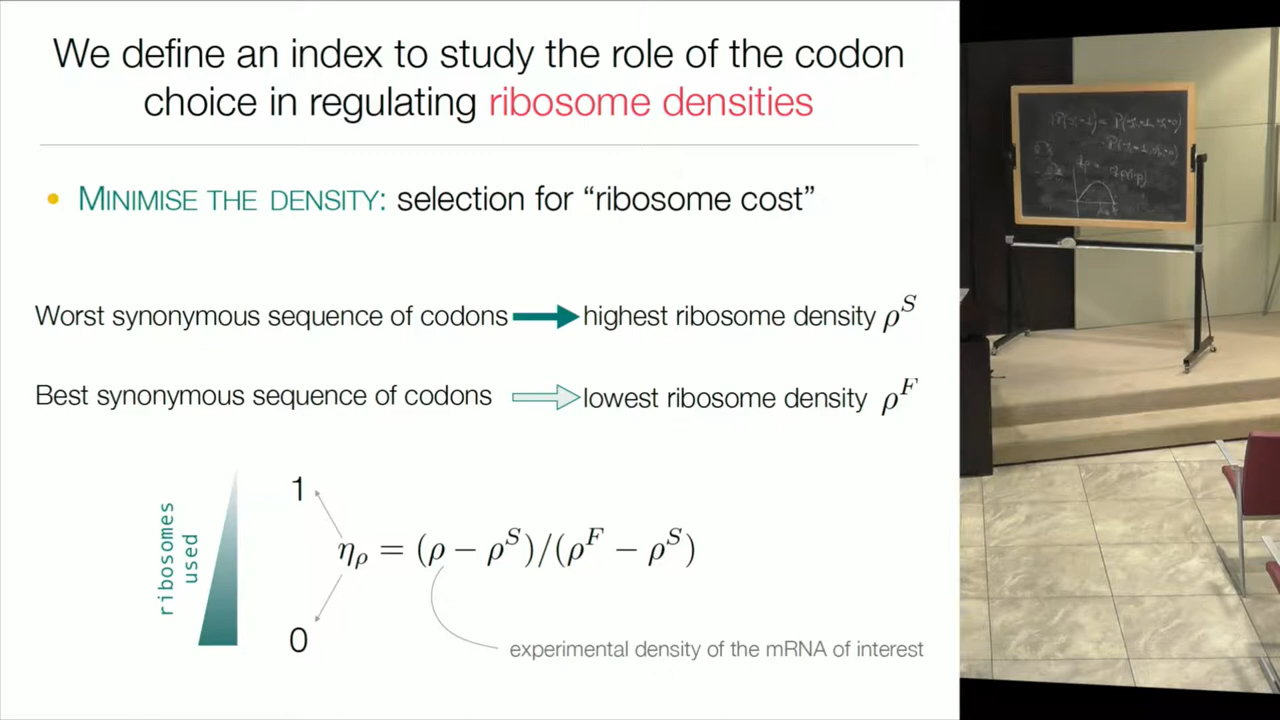 We define an index to study the role of the codon
choice in regulating ribosome densities
• MINIMISE THE DENSITY: selection for “ribosome cost”
Worst synonymous sequence of codons highest ribosome density ρ^S
Best synonymous sequence of codons lowest ribosome density ρ^F
ribosomes
used
1
η_ρ = (ρ − ρ^S)/(ρ^F − ρ^S)
0
experimental density of the mRNA of interest